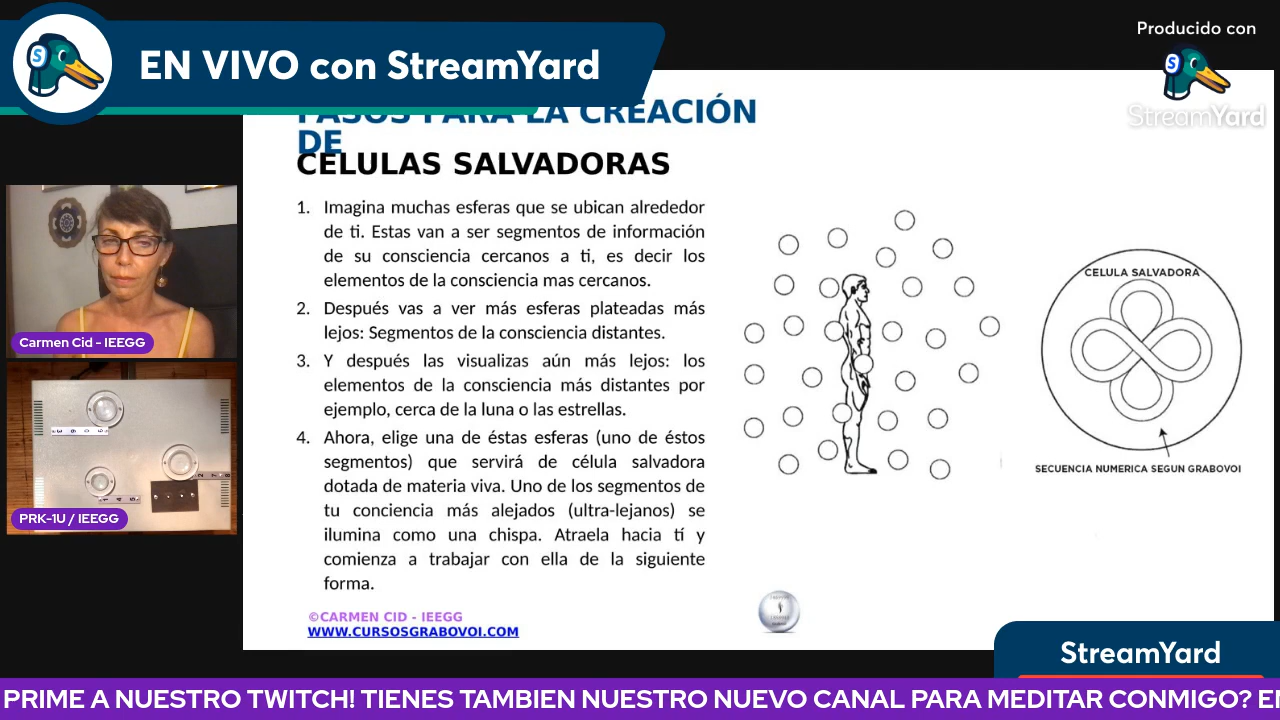 EN VIVO con StreamYard
Producido con
StreamYard
PASOS PARA LA CREACIÓN
DE
CELULAS SALVADORAS
1. Imagina muchas esferas que se ubican alrededor
de ti. Estas van a ser segmentos de información
de su consciencia cercanos a ti, es decir los
elementos de la consciencia mas cercanos.
2. Después vas a ver más esferas plateadas más
lejos: Segmentos de la consciencia distantes.
3. Y después las visualizas aún más lejos: los
elementos de la consciencia más distantes por
ejemplo, cerca de la luna o las estrellas.
4. Ahora, elige una de éstas esferas (uno de éstos
segmentos) que servirá de célula salvadora
dotada de materia viva. Uno de los segmentos de
tu conciencia más alejados (ultra-lejanos) se
ilumina como una chispa. Atraela hacia tí y
comienza a trabajar con ella de la siguiente
forma.
©CARMEN CID - IEEGG
WWW.CURSOSGRABOVOI.COM
CELULA SALVADORA
SECUENCIA NUMERICA SEGUN GRABOVOI
Carmen Cid - IEEGG
PRK-1U / IEEGG
StreamYard
PRIME A NUESTRO TWITCH! TIENES TAMBIEN NUESTRO NUEVO CANAL PARA MEDITAR CONMIGO?